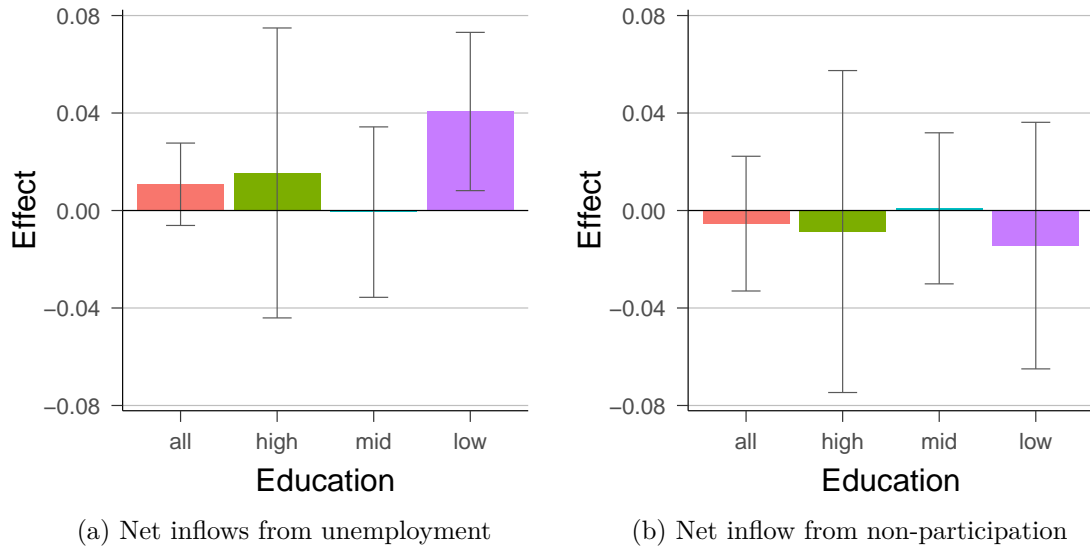 0.08
0.04
0.00
−0.04
−0.08
Effect
all high mid low
Education
(a) Net inflows from unemployment
0.08
0.04
0.00
−0.04
−0.08
Effect
all high mid low
Education
(b) Net inflow from non-participation